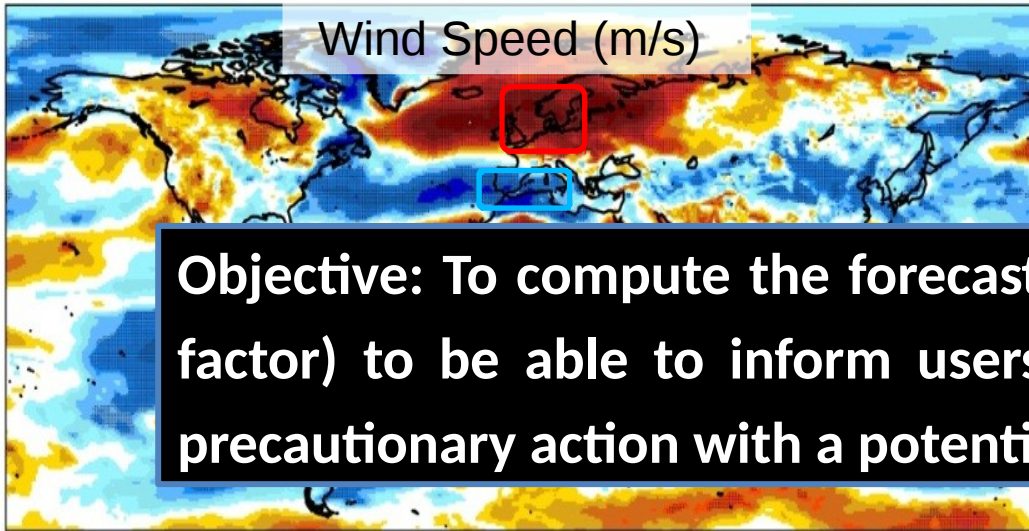 Wind Speed (m/s)
Objective: To compute the forecast
factor) to be able to inform users
precautionary action with a potenti